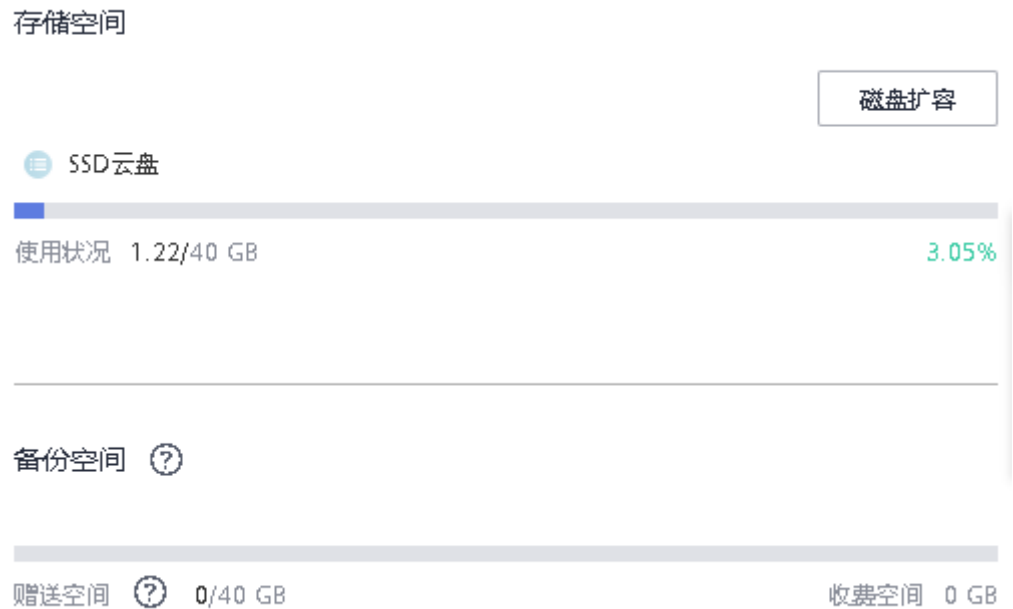 存储空间
磁盘扩容
SSD云盘
使用状况 1.22/40 GB 3.05%
备份空间 ?
赠送空间 ? 0/40 GB 收费空间 0 GB